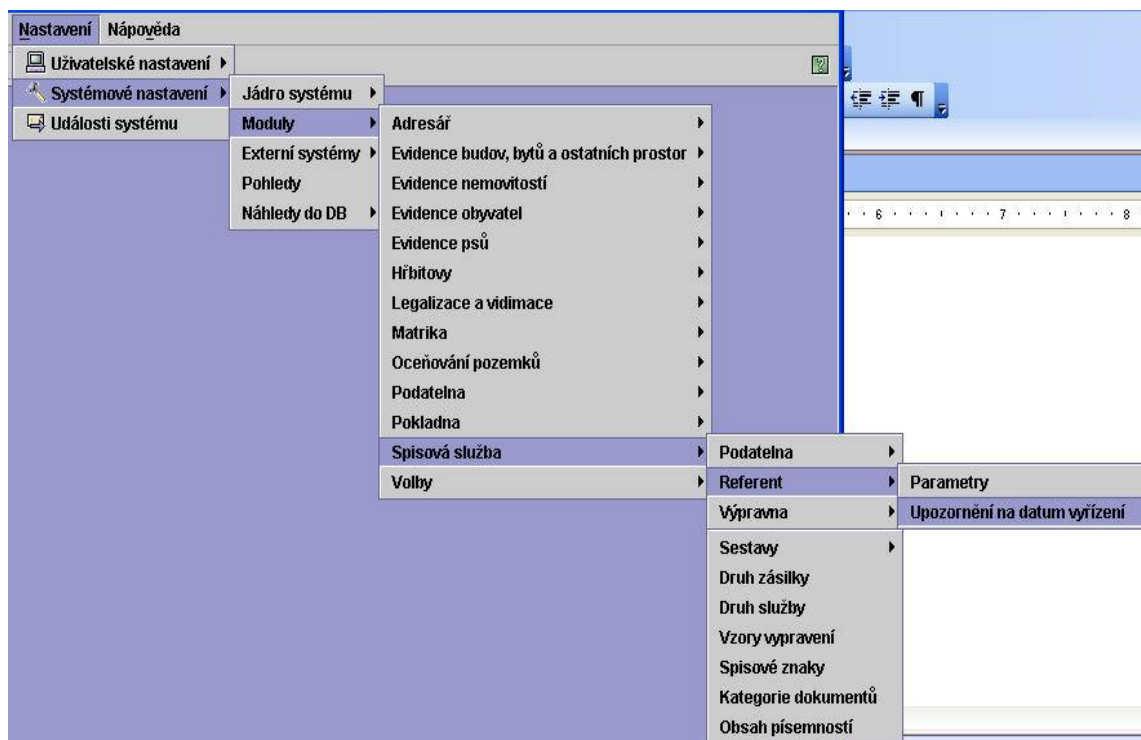 Nastavení Nápověda
Uživatelské nastavení
Systémové nastavení
Události systému
Jádro systému
Moduly
Externí systémy
Pohledy
Náhledy do DB
Adresář
Evidence budov, bytů a ostatních prostor
Evidence nemovitostí
Evidence obyvatel
Evidence psů
Hřbitovy
Legalizace a vidimace
Matrika
Oceňování pozemků
Podatelna
Pokladna
Spisová služba
Volby
Podatelna
Referent
Výpravna
Sestavy
Druh zásilky
Druh služby
Vzory vypravení
Spisové znaky
Kategorie dokumentů
Obsah písemností
Parametry
Upozornění na datum vyřízení
6 7 8